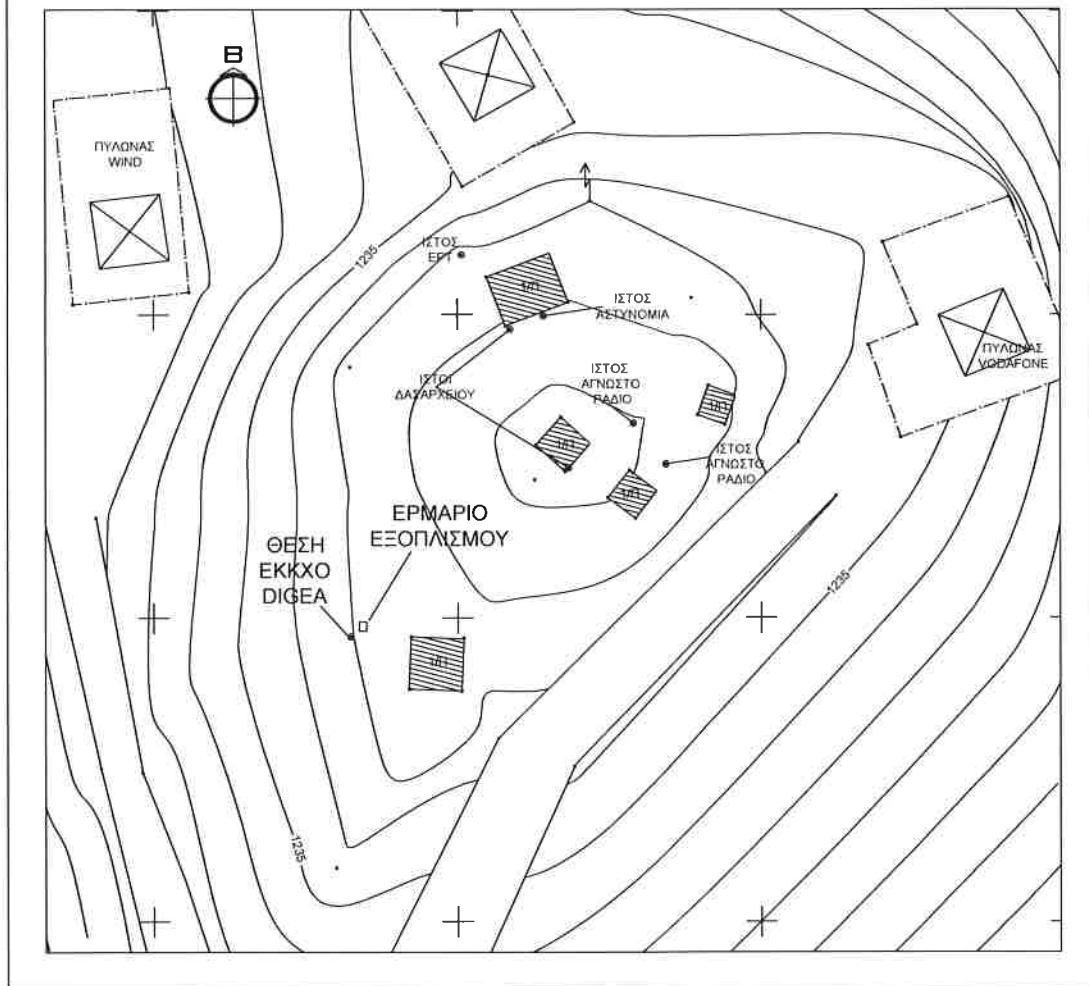 Β
ΠΥΛΩΝΑΣ
WIND
1235
ΙΣΤΟΣ
ΕΡΤ
ΙΣΤΟΣ
ΑΣΤΥΝΟΜΙΑ
ΙΣΤΟΙ
ΔΑΣΑΡΧΕΙΟΥ
ΙΣΤΟΣ
ΑΓΝΩΣΤΟ
ΡΑΔΙΟ
ΠΥΛΩΝΑΣ
VODAFONE
ΙΣΤΟΣ
ΑΓΝΩΣΤΟ
ΡΑΔΙΟ
ΕΡΜΑΡΙΟ
ΕΞΟΠΛΙΣΜΟΥ
ΘΕΣΗ
ΕΚΚΧΟ
DIGEA
1235
1235